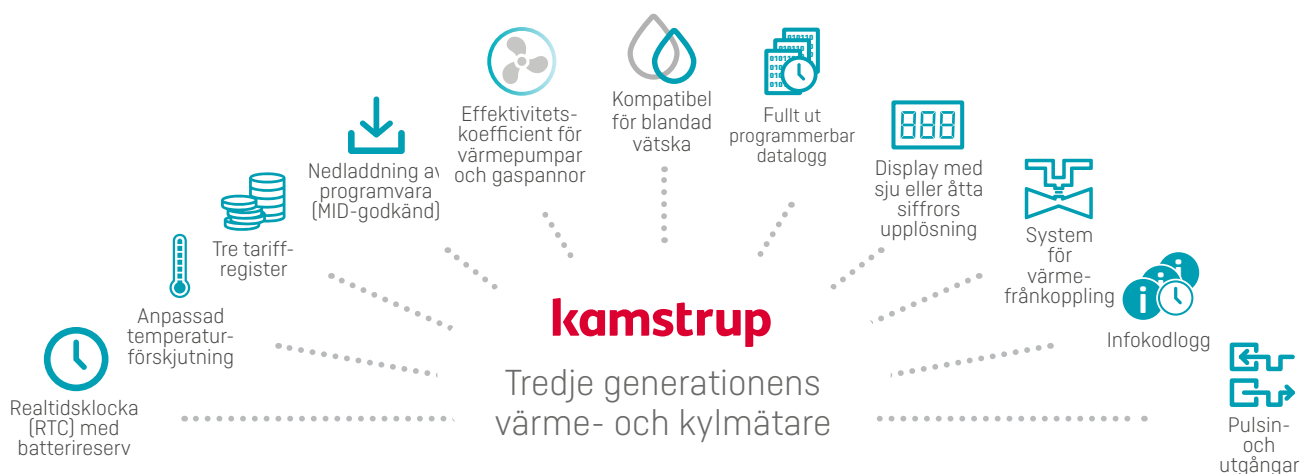 Realtidsklocka
(RTC) med
batterireserv
Anpassad
temperatur-
förskjutning
Tre tariff-
register
Nedladdning av
programvara
(MID-godkänd)
Effektivitets-
koefficient för
värmepumpar
och gaspannor
Kompatibel
för blandad
vätska
Fullt ut
programmerbar
datalogg
Display med
sju eller åtta
siffrors
upplösning
System
för
värme-
frånkoppling
Infokodlogg
Pulsin-
och
utgångar
kamstrup
Tredje generationens
värme- och kylmätare